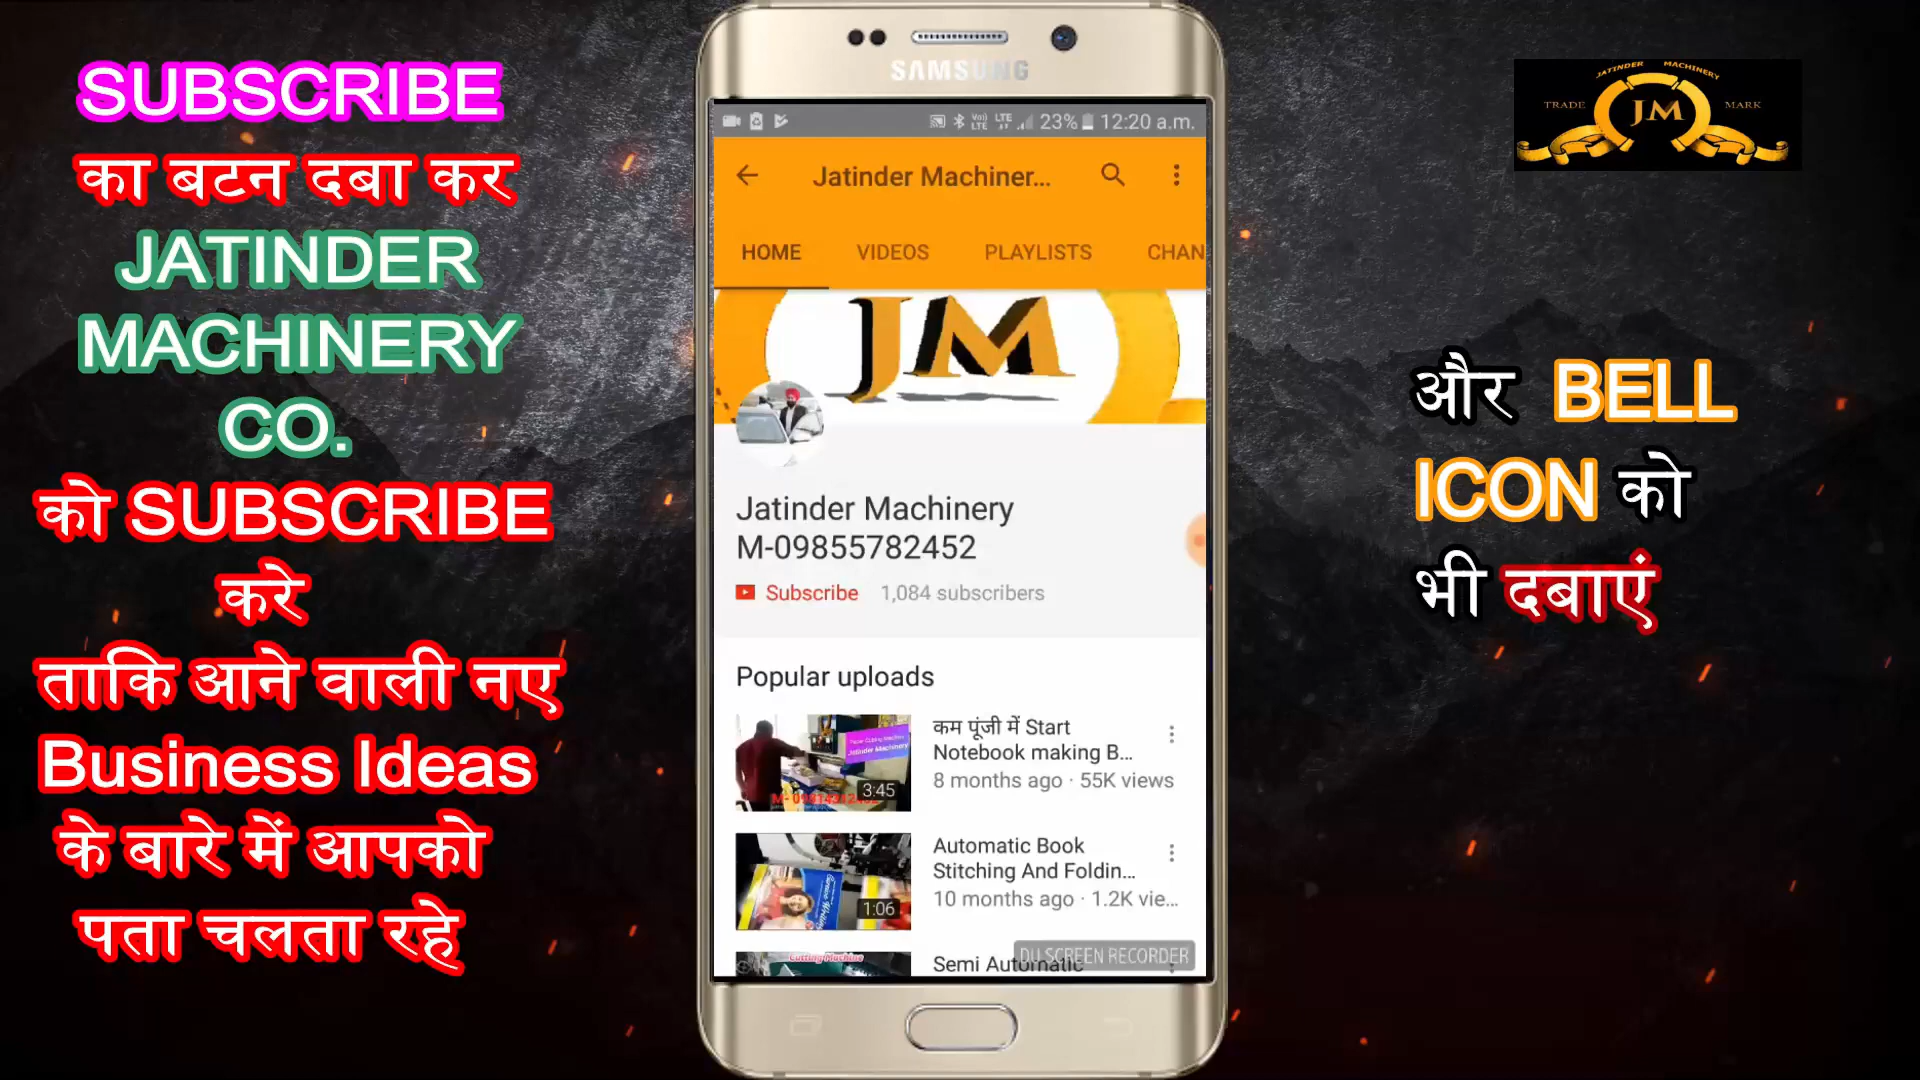 SUBSCRIBE
का बटन दबा कर
JATINDER
MACHINERY
CO.
को SUBSCRIBE
करे
ताकि आने वाली नए
Business Ideas
के बारे में आपको
पता चलता रहे
SAMSUNG
23% 12:20 a.m.
Jatinder Machiner...
HOME VIDEOS PLAYLISTS CHAN
JM
Jatinder Machinery
M-09855782452
Subscribe 1,084 subscribers
Popular uploads
कम पूंजी में Start
Notebook making B...
8 months ago · 55K views
3:45
Automatic Book
Stitching And Foldin...
10 months ago · 1.2K vie...
1:06
Cutting Machine
Semi Automatic
DU SCREEN RECORDER
JATINDER MACHINERY
TRADE JM MARK
और BELL
ICON को
भी दबाएं